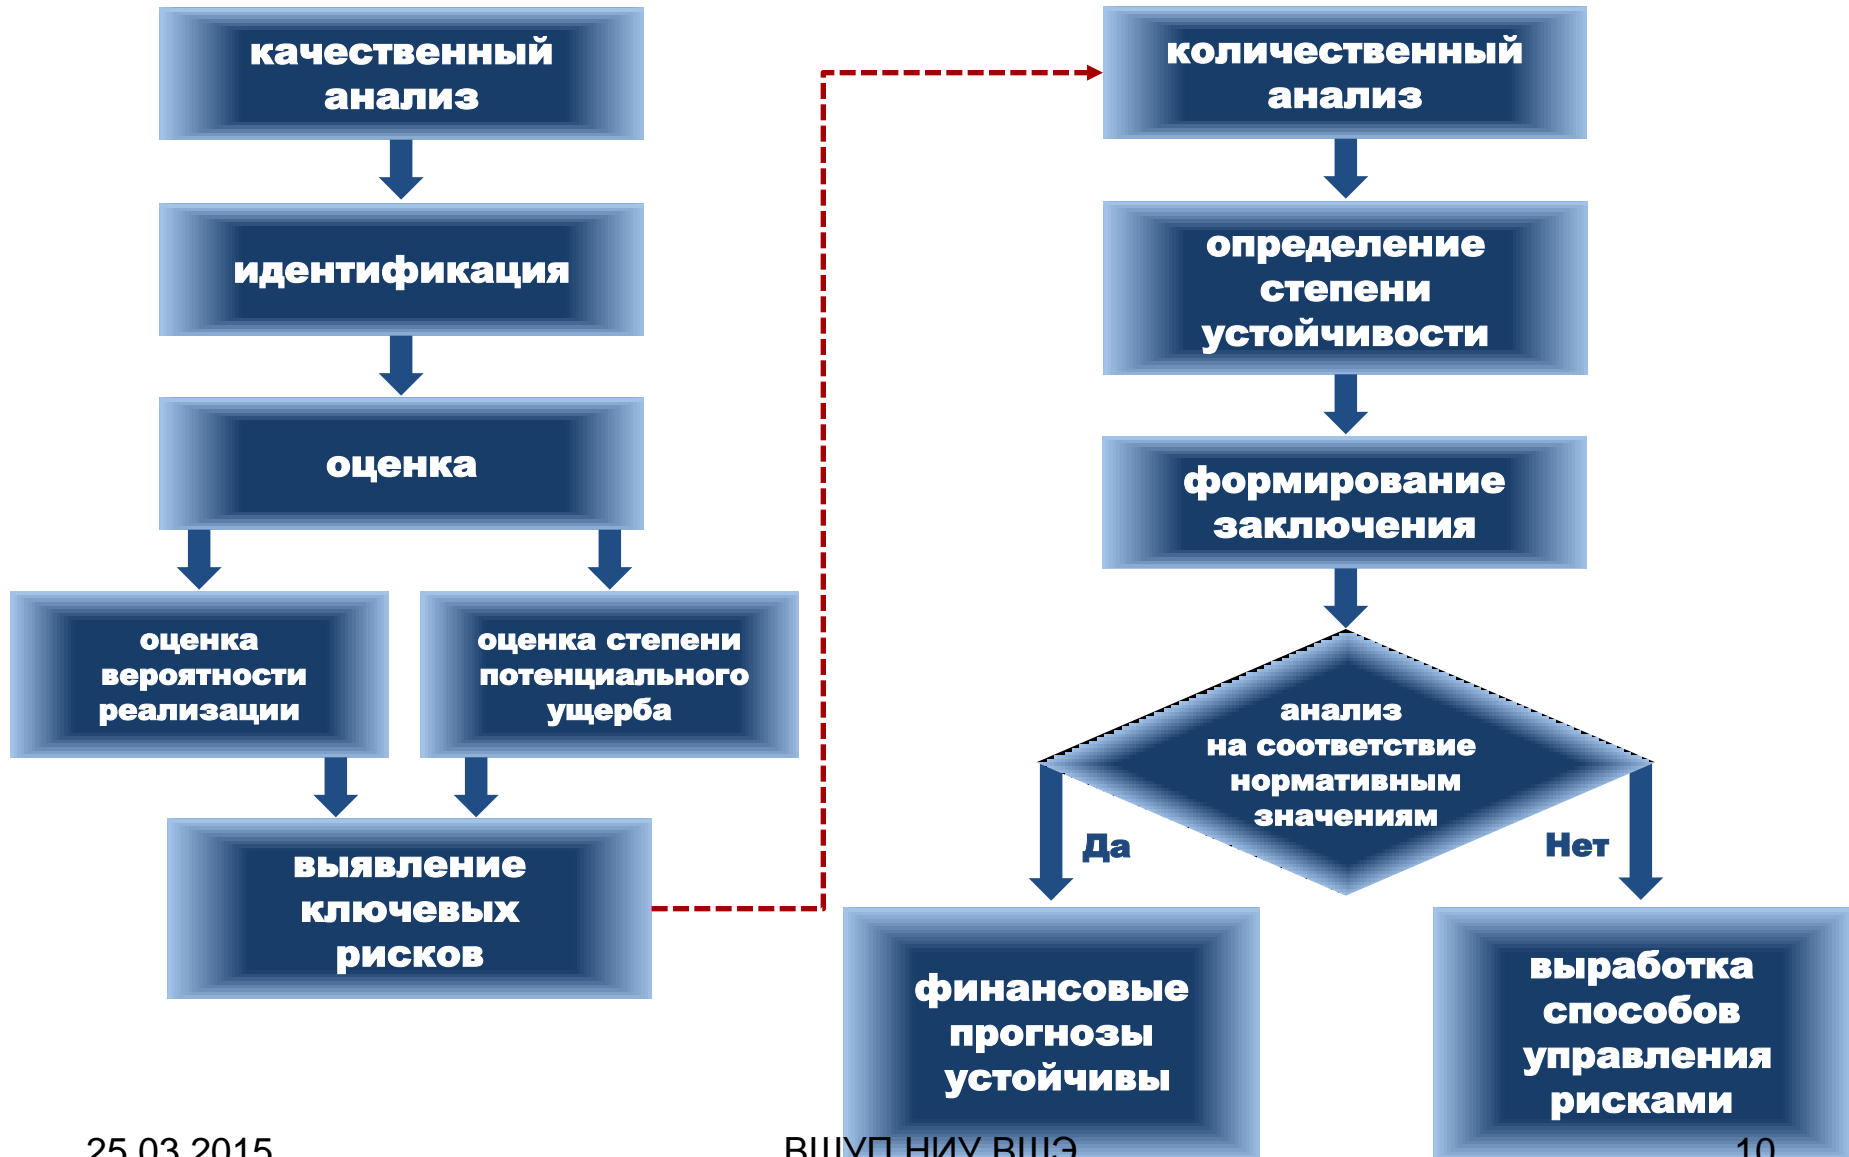 качественный
анализ
идентификация
оценка
оценка
вероятности
реализации
оценка степени
потенциального
ущерба
выявление
ключевых
рисков
количественный
анализ
определение
степени
устойчивости
формирование
заключения
анализ
на соответствие
нормативным
значениям
Да
Нет
финансовые
прогнозы
устойчивы
выработка
способов
управления
рисками
25.03.2015
ВШУП НИУ ВШЭ
10